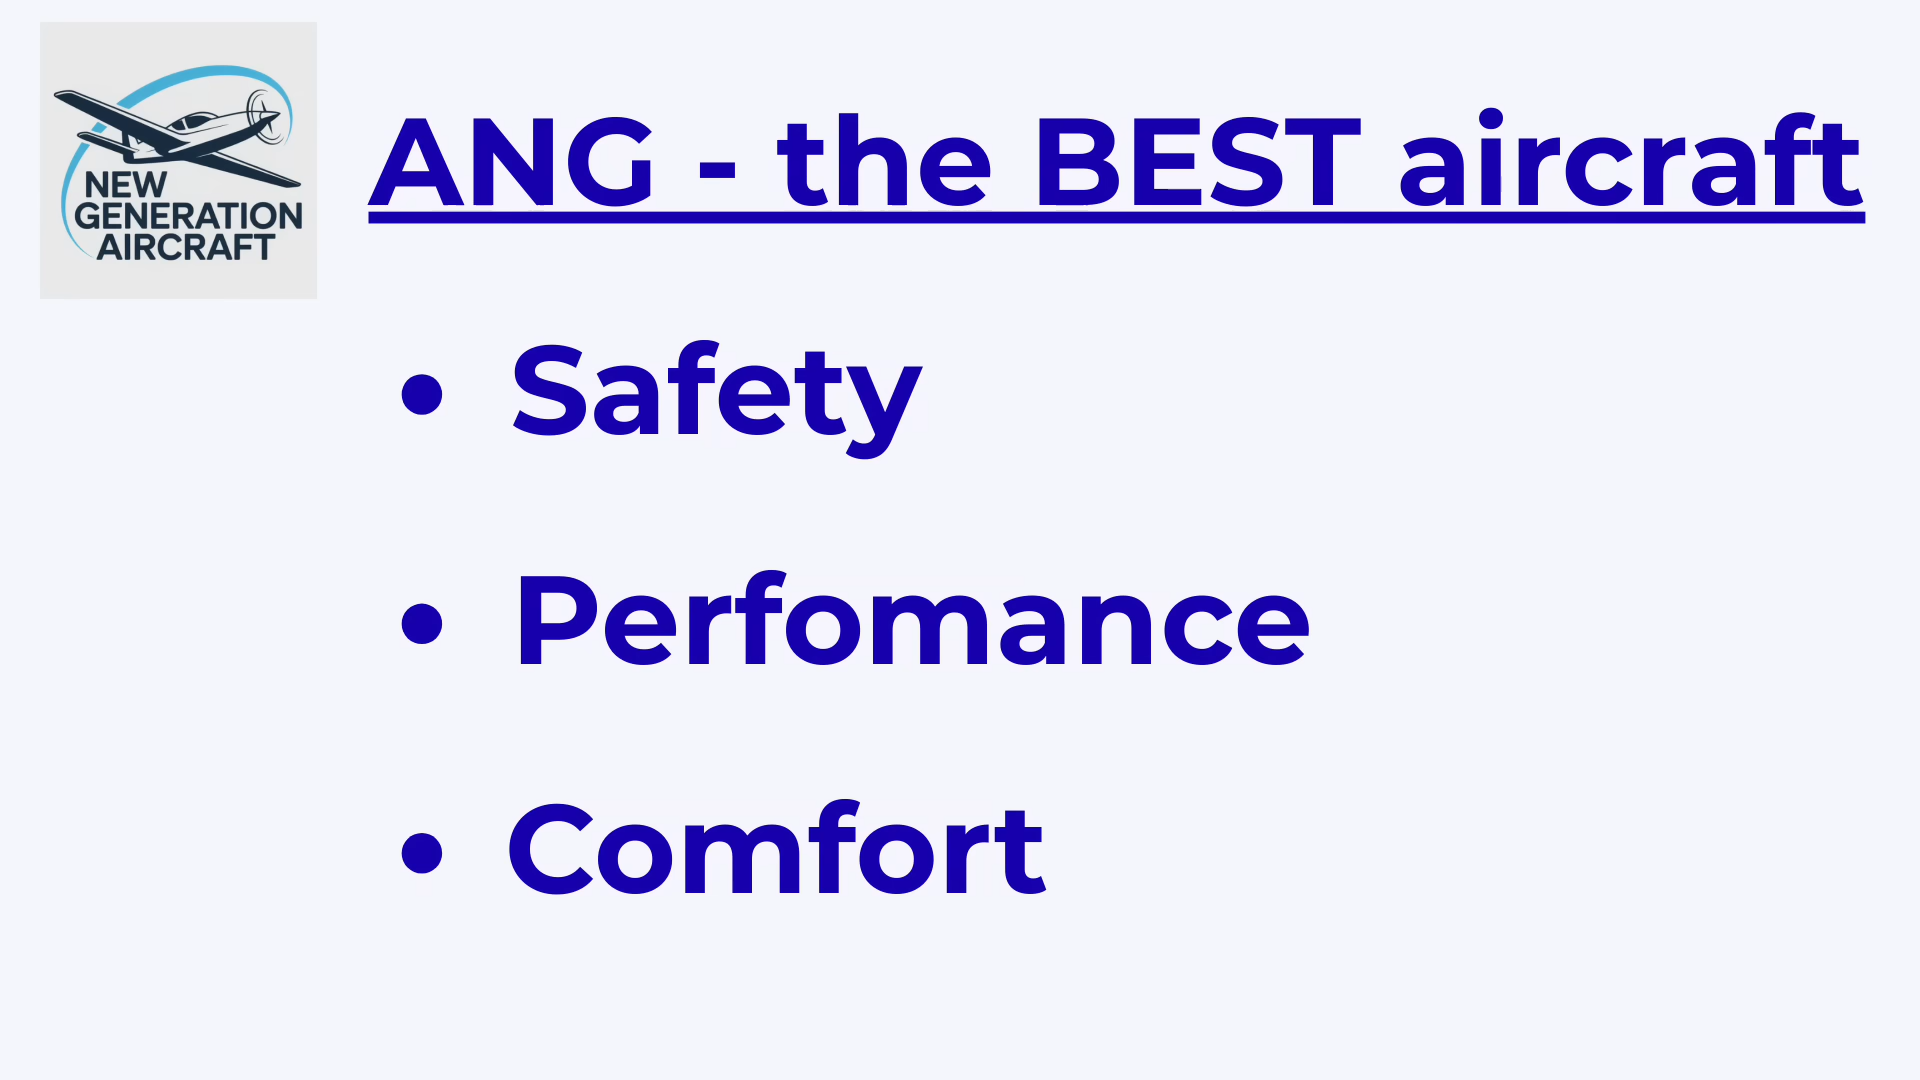 NEW
GENERATION
AIRCRAFT
ANG - the BEST aircraft
• Safety
• Perfomance
• Comfort